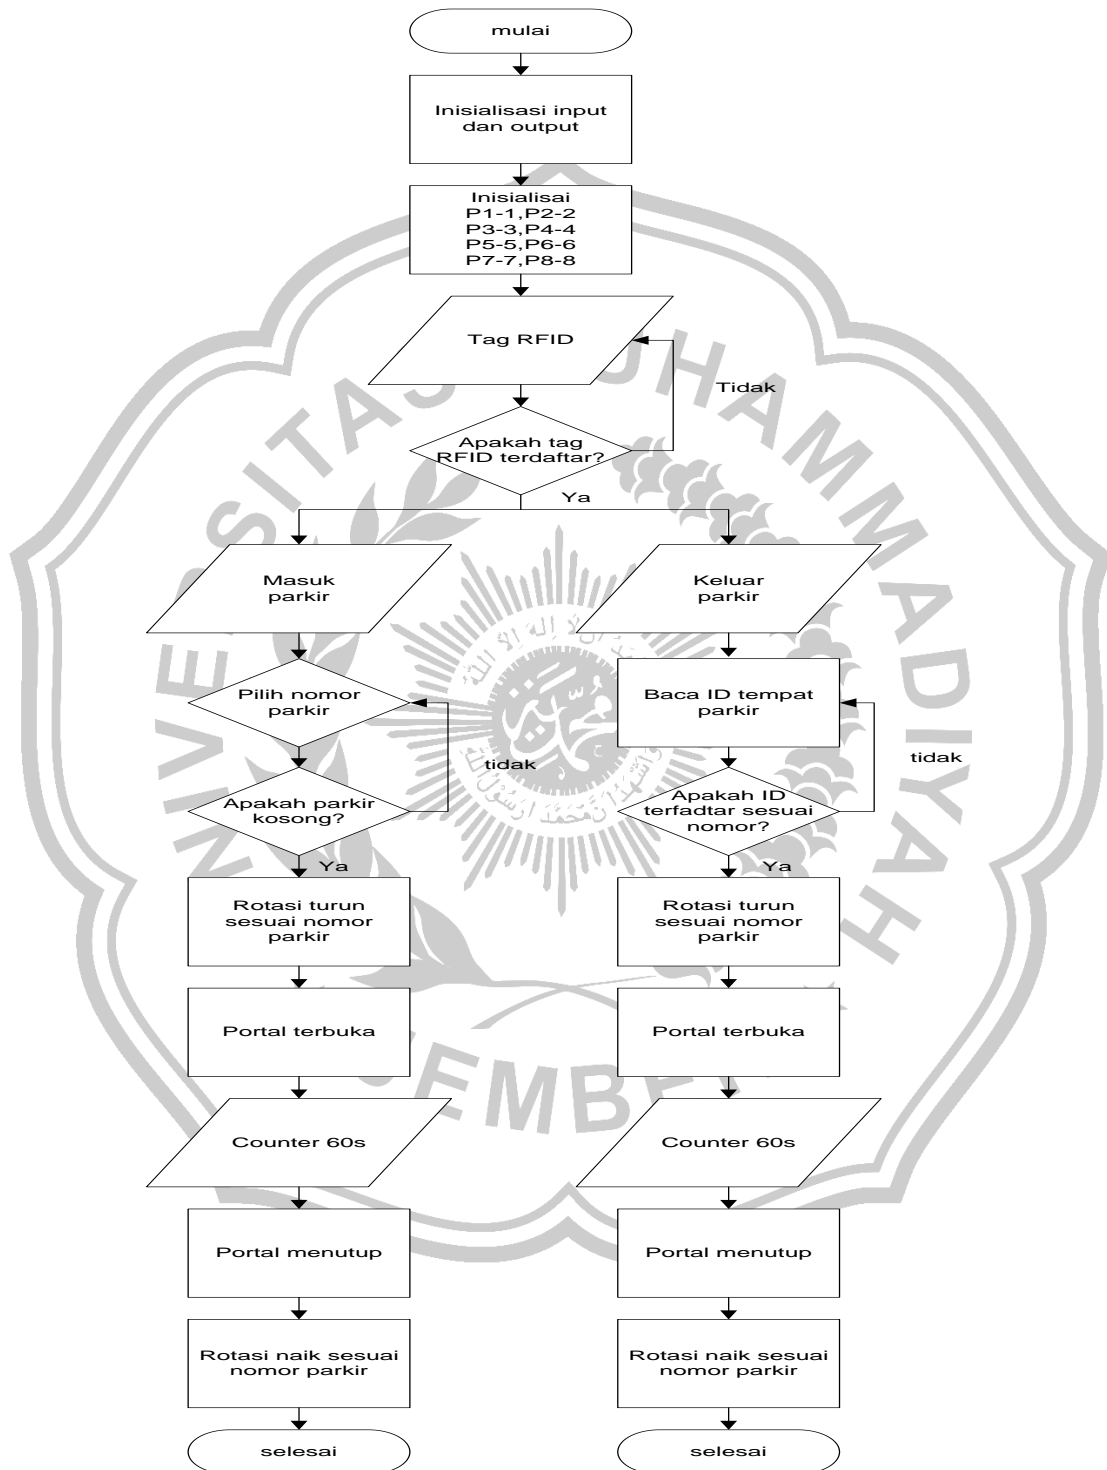 mulai
Inisialisasi input
dan output
Inisialisai
P1-1,P2-2
P3-3,P4-4
P5-5,P6-6
P7-7,P8-8
Tag RFID
Tidak
Apakah tag
RFID terdaftar?
Ya
Masuk
parkir
Pilih nomor
parkir
tidak
Apakah parkir
kosong?
Ya
Rotasi turun
sesuai nomor
parkir
Portal terbuka
Counter 60s
Portal menutup
Rotasi naik sesuai
nomor parkir
selesai
Keluar
parkir
Baca ID tempat
parkir
tidak
Apakah ID
terfadtar sesuai
nomor?
Ya
Rotasi turun
sesuai nomor
parkir
Portal terbuka
Counter 60s
Portal menutup
Rotasi naik sesuai
nomor parkir
selesai